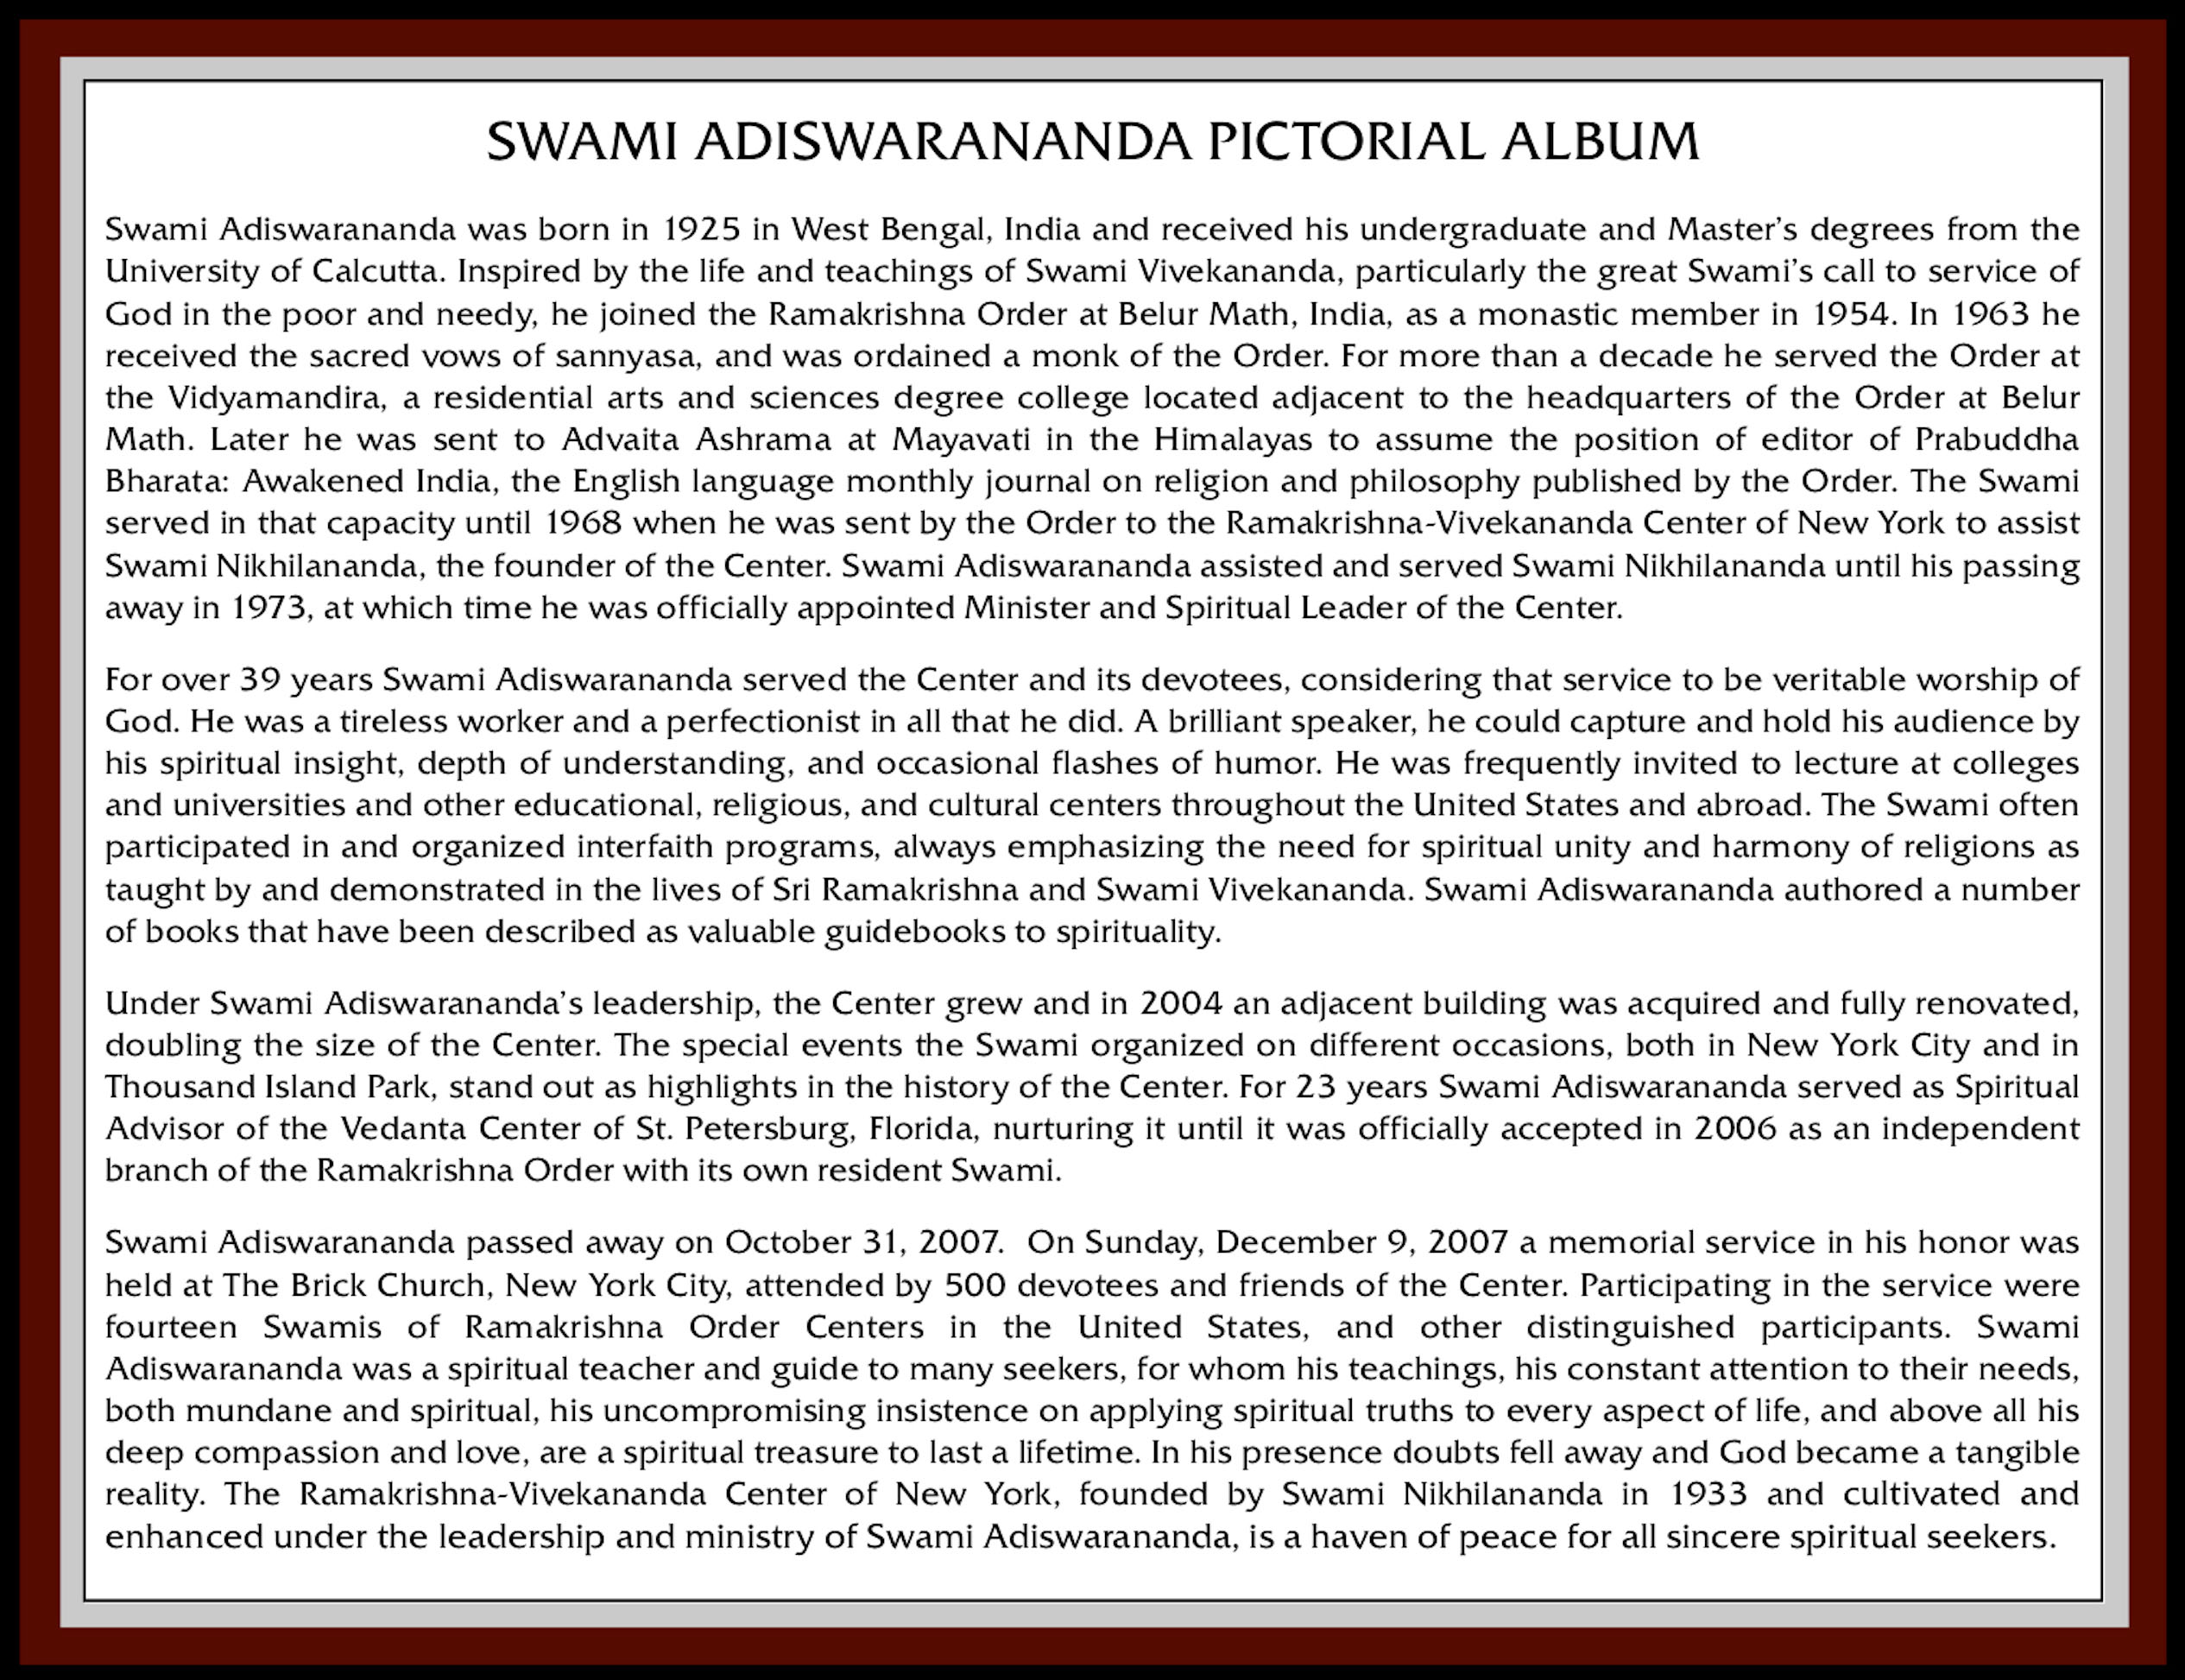 SWAMI ADISWARANANDA PICTORIAL ALBUM
Swami Adiswarananda was born in 1925 in West Bengal, India and received his undergraduate and Master’s degrees from the
University of Calcutta. Inspired by the life and teachings of Swami Vivekananda, particularly the great Swami’s call to service of
God in the poor and needy, he joined the Ramakrishna Order at Belur Math, India, as a monastic member in 1954. In 1963 he
received the sacred vows of sannyasa, and was ordained a monk of the Order. For more than a decade he served the Order at
the Vidyamandira, a residential arts and sciences degree college located adjacent to the headquarters of the Order at Belur
Math. Later he was sent to Advaita Ashrama at Mayavati in the Himalayas to assume the position of editor of Prabuddha
Bharata: Awakened India, the English language monthly journal on religion and philosophy published by the Order. The Swami
served in that capacity until 1968 when he was sent by the Order to the Ramakrishna-Vivekananda Center of New York to assist
Swami Nikhilananda, the founder of the Center. Swami Adiswarananda assisted and served Swami Nikhilananda until his passing
away in 1973, at which time he was officially appointed Minister and Spiritual Leader of the Center.
For over 39 years Swami Adiswarananda served the Center and its devotees, considering that service to be veritable worship of
God. He was a tireless worker and a perfectionist in all that he did. A brilliant speaker, he could capture and hold his audience by
his spiritual insight, depth of understanding, and occasional flashes of humor. He was frequently invited to lecture at colleges
and universities and other educational, religious, and cultural centers throughout the United States and abroad. The Swami often
participated in and organized interfaith programs, always emphasizing the need for spiritual unity and harmony of religions as
taught by and demonstrated in the lives of Sri Ramakrishna and Swami Vivekananda. Swami Adiswarananda authored a number
of books that have been described as valuable guidebooks to spirituality.
Under Swami Adiswarananda’s leadership, the Center grew and in 2004 an adjacent building was acquired and fully renovated,
doubling the size of the Center. The special events the Swami organized on different occasions, both in New York City and in
Thousand Island Park, stand out as highlights in the history of the Center. For 23 years Swami Adiswarananda served as Spiritual
Advisor of the Vedanta Center of St. Petersburg, Florida, nurturing it until it was officially accepted in 2006 as an independent
branch of the Ramakrishna Order with its own resident Swami.
Swami Adiswarananda passed away on October 31, 2007.  On Sunday, December 9, 2007 a memorial service in his honor was
held at The Brick Church, New York City, attended by 500 devotees and friends of the Center. Participating in the service were
fourteen Swamis of Ramakrishna Order Centers in the United States, and other distinguished participants. Swami
Adiswarananda was a spiritual teacher and guide to many seekers, for whom his teachings, his constant attention to their needs,
both mundane and spiritual, his uncompromising insistence on applying spiritual truths to every aspect of life, and above all his
deep compassion and love, are a spiritual treasure to last a lifetime. In his presence doubts fell away and God became a tangible
reality. The Ramakrishna-Vivekananda Center of New York, founded by Swami Nikhilananda in 1933 and cultivated and
enhanced under the leadership and ministry of Swami Adiswarananda, is a haven of peace for all sincere spiritual seekers.